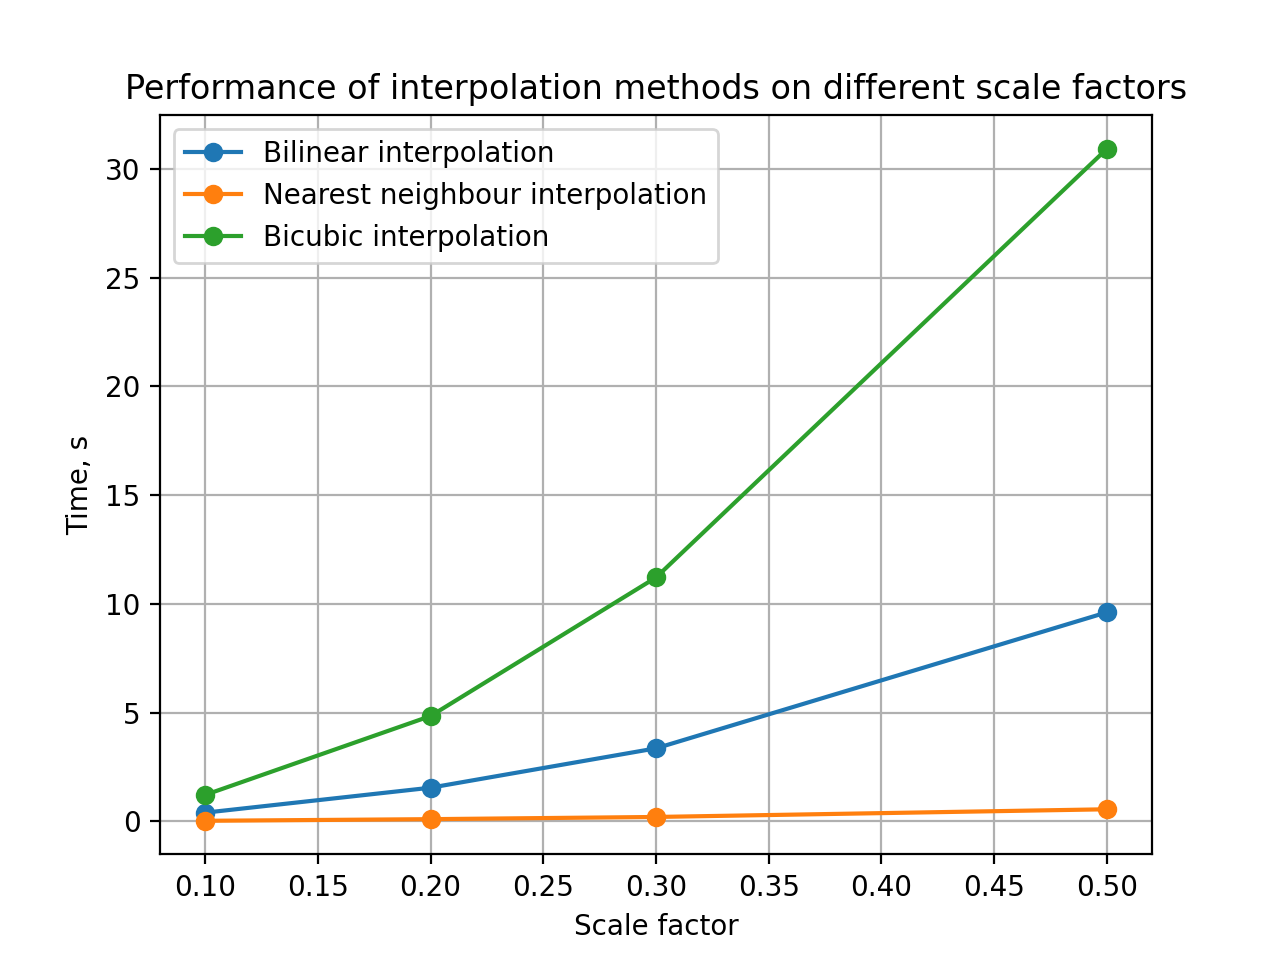 Performance of interpolation methods on different scale factors
Bilinear interpolation
Nearest neighbour interpolation
Bicubic interpolation
30
25
20
15
10
5
0
Time, s
0.10 0.15 0.20 0.25 0.30 0.35 0.40 0.45 0.50
Scale factor